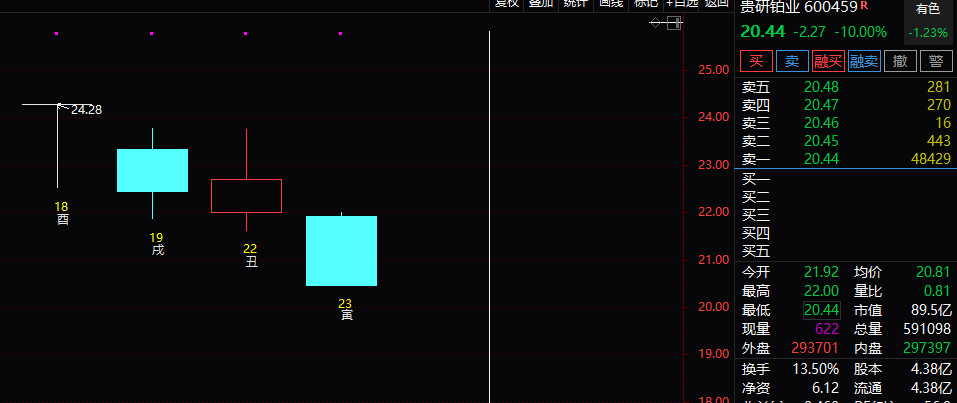 复权 叠加 统计 画线 标记 +自选 返回
贵研铂业 600459 R
有色
20.44 -2.27 -10.00%
-1.23%
买 卖 融买 融卖 撤 警
卖五 20.48 281
卖四 20.47 270
卖三 20.46 16
卖二 20.45 443
卖一 20.44 48429
买一
买二
买三
买四
买五
今开 21.92 均价 20.81
最高 22.00 量比 0.81
最低 20.44 市值 89.5亿
现量 622 总量 591098
外盘 293701 内盘 297397
换手 13.50% 股本 4.38亿
净资 6.12 流通 4.38亿
24.28
18
酉
19
戌
22
丑
23
寅
25.00
24.00
23.00
22.00
21.00
20.00
19.00
18.00